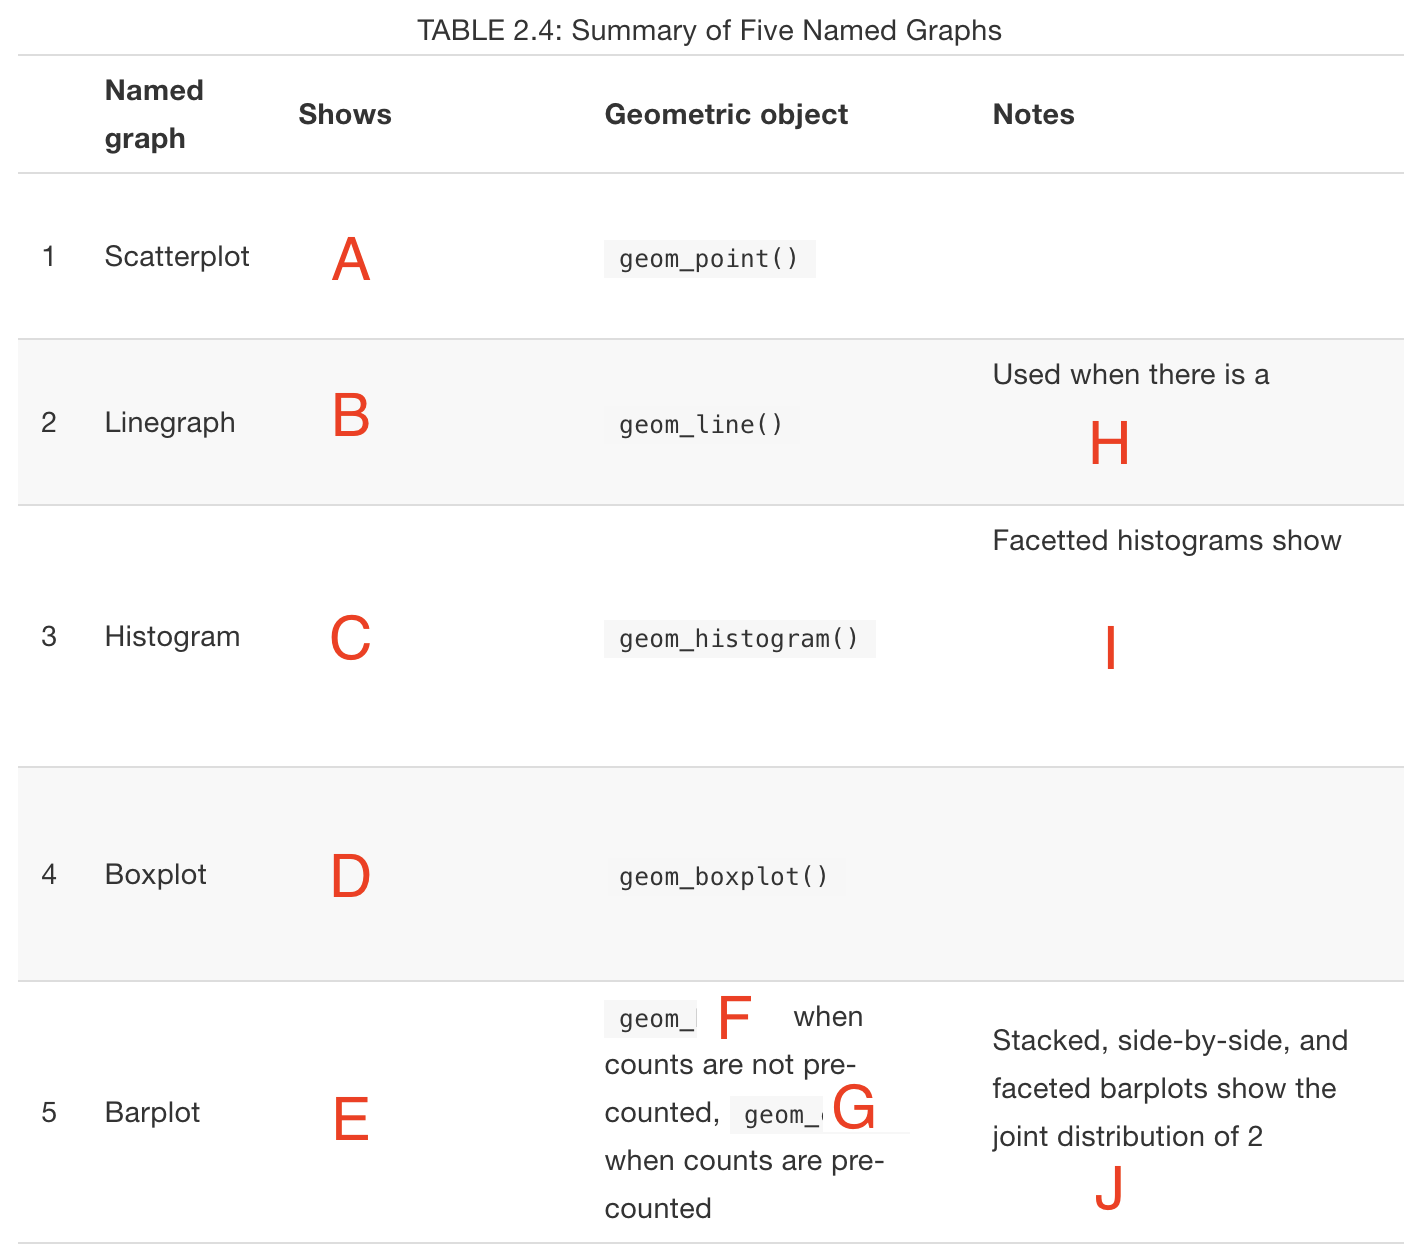 TABLE 2.4: Summary of Five Named Graphs
Named
graph
Shows
Geometric object
Notes
1
Scatterplot
A
geom_point()
2
Linegraph
B
geom_line()
Used when there is a
H
3
Histogram
C
geom_histogram()
Facetted histograms show
I
4
Boxplot
D
geom_boxplot()
5
Barplot
E
geom_ F when
counts are not pre-
counted, geom_ G
when counts are pre-
counted
Stacked, side-by-side, and
faceted barplots show the
joint distribution of 2
J